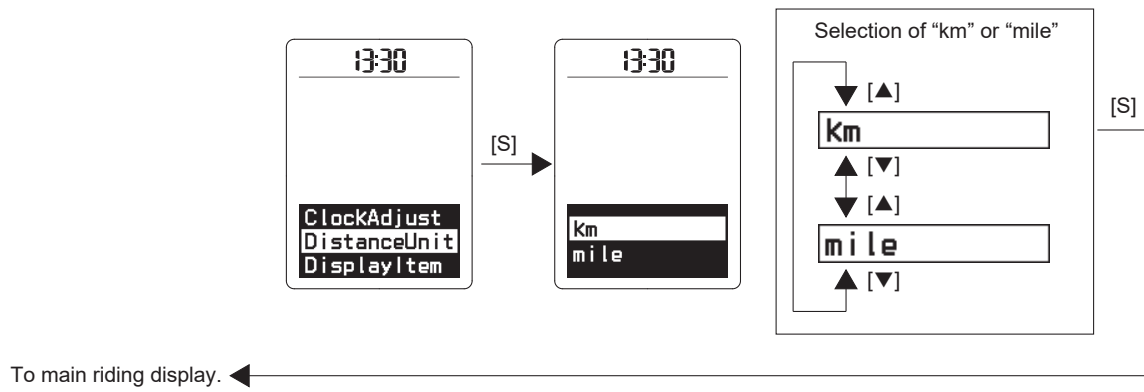 Selection of “km” or “mile”
13:30
13:30
[▲]
[S]
km
[S]
[▼]
[▲]
ClockAdjust
DistanceUnit
DisplayItem
km
mile
mile
[▼]
To main riding display.